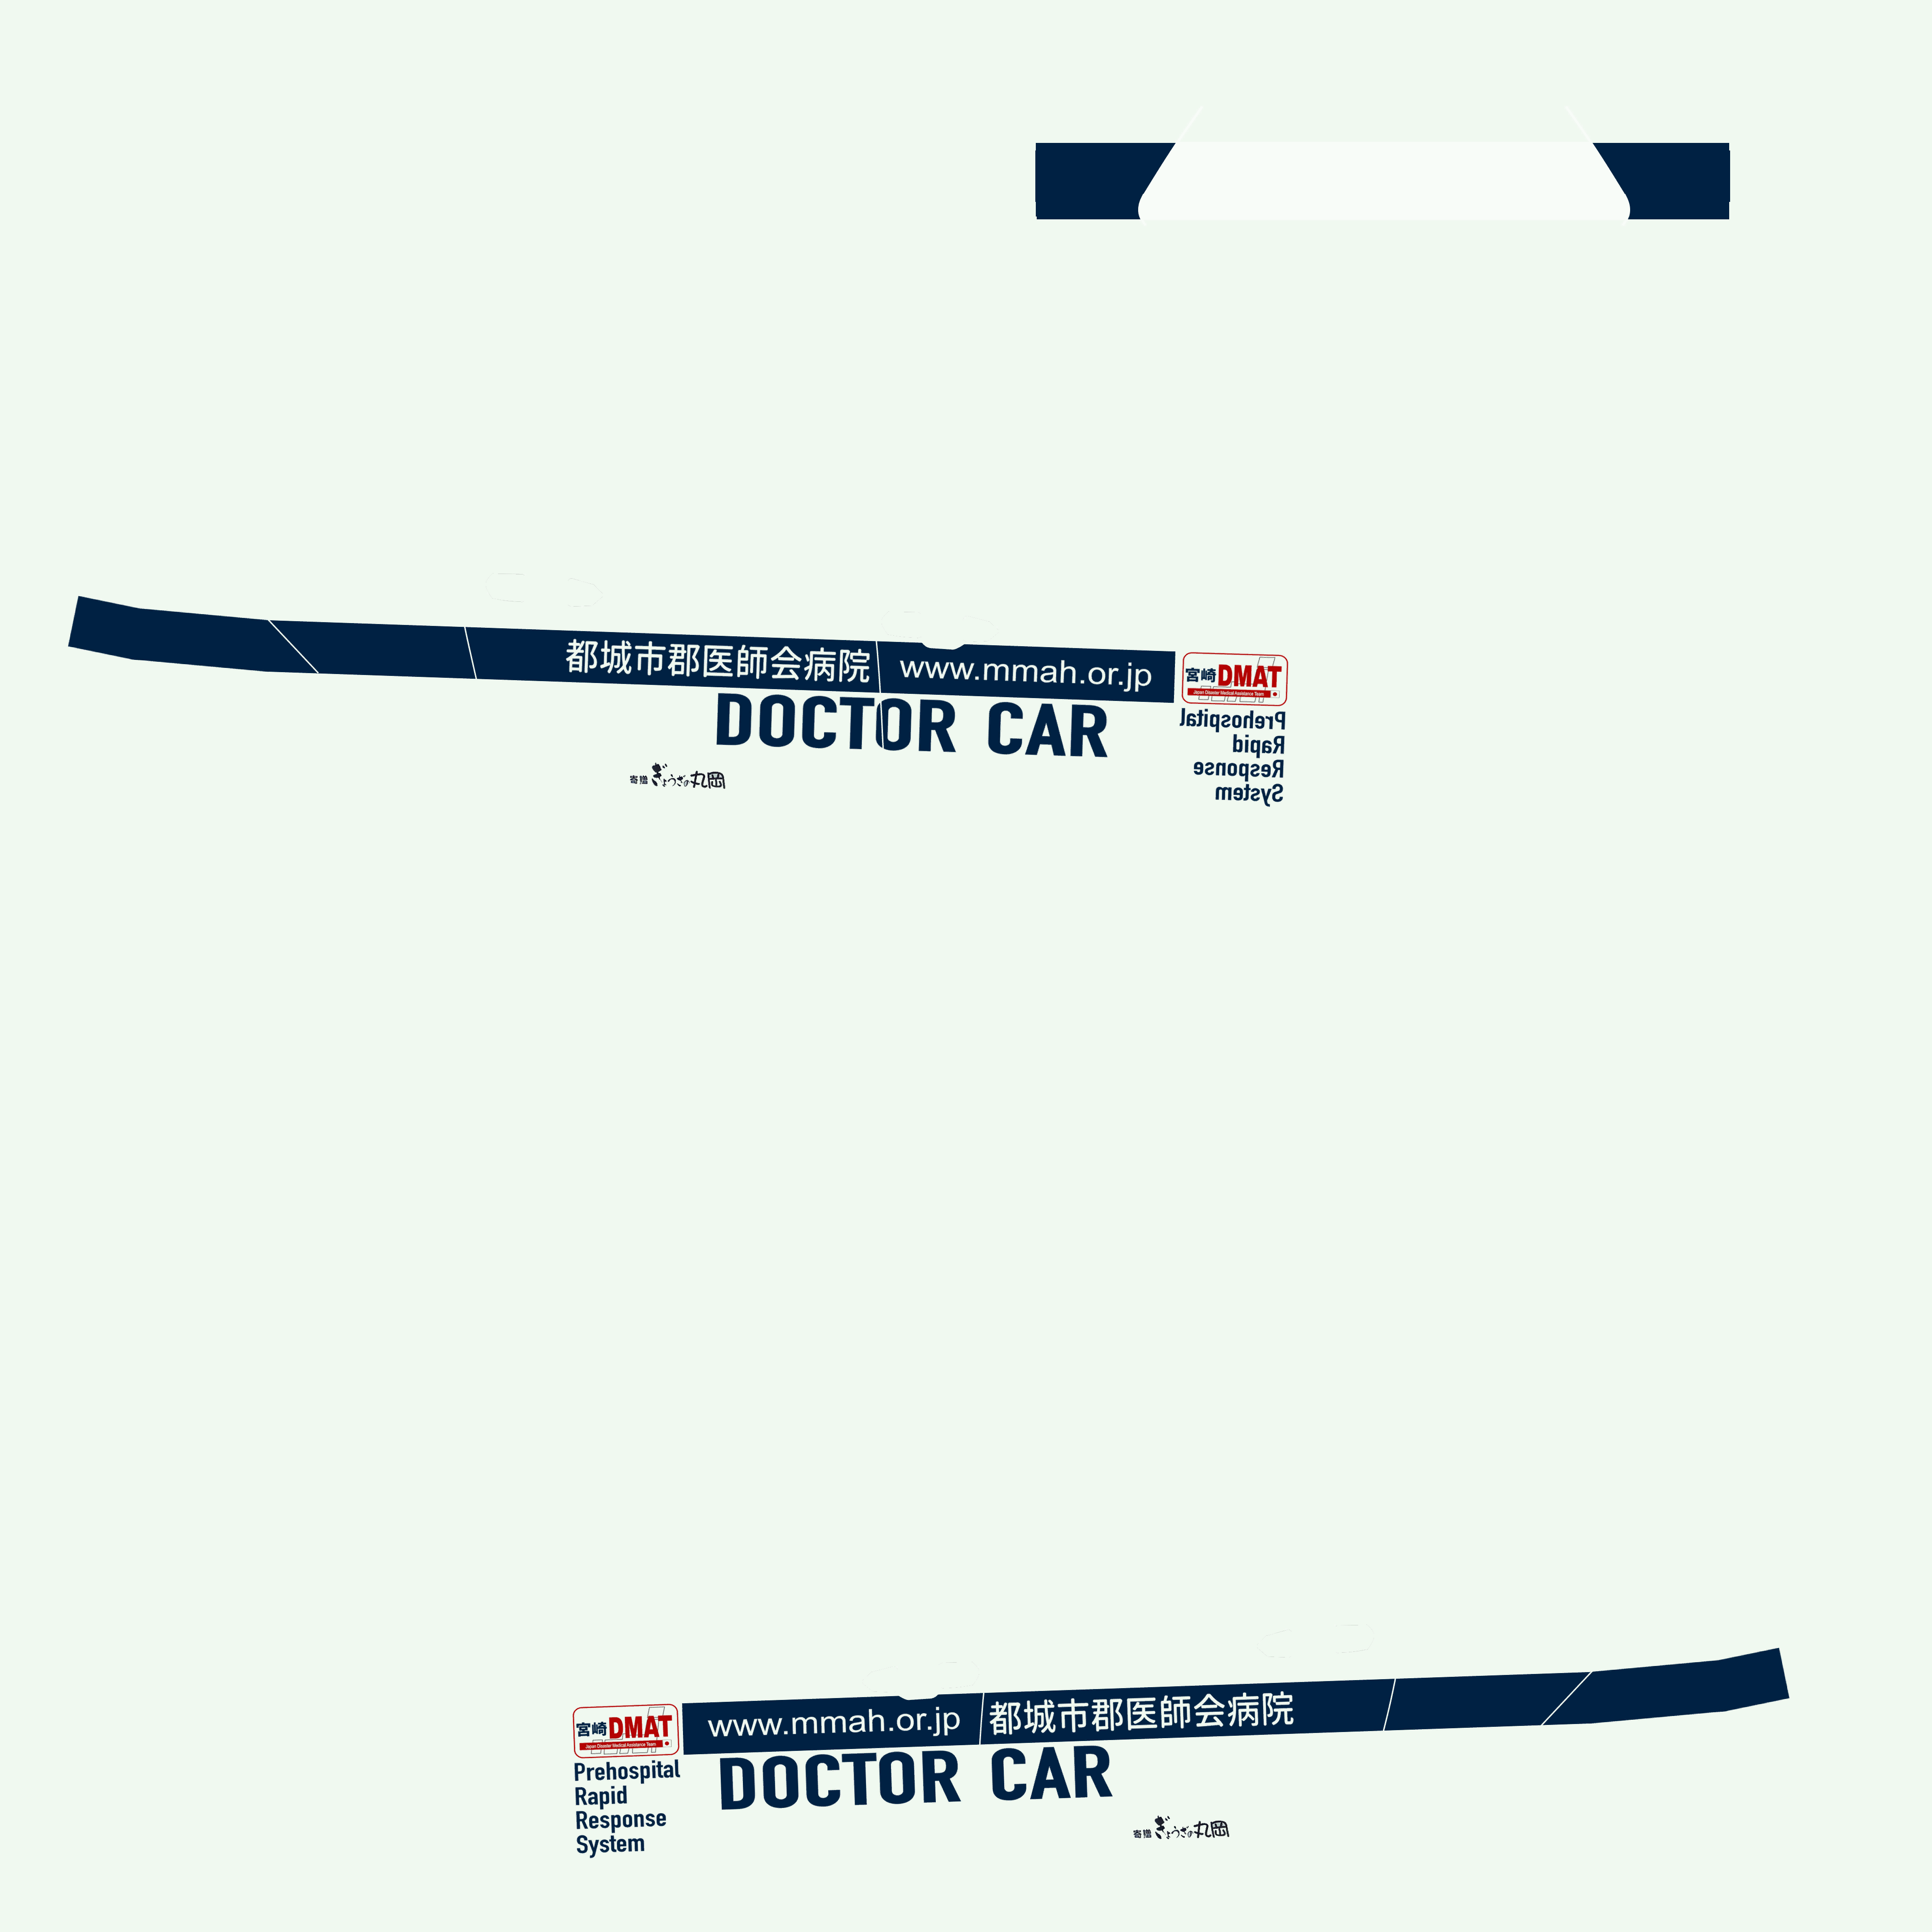 都城市郡医師会病院 www.mmah.or.jp
宮崎DMAT
Japan Disaster Medical Assistance Team
DOCTOR CAR
Prehospital
Rapid
Response
System
寄贈 ぎょうざの丸岡
宮崎DMAT
Japan Disaster Medical Assistance Team
www.mmah.or.jp 都城市郡医師会病院
DOCTOR CAR
Prehospital
Rapid
Response
System
寄贈 ぎょうざの丸岡